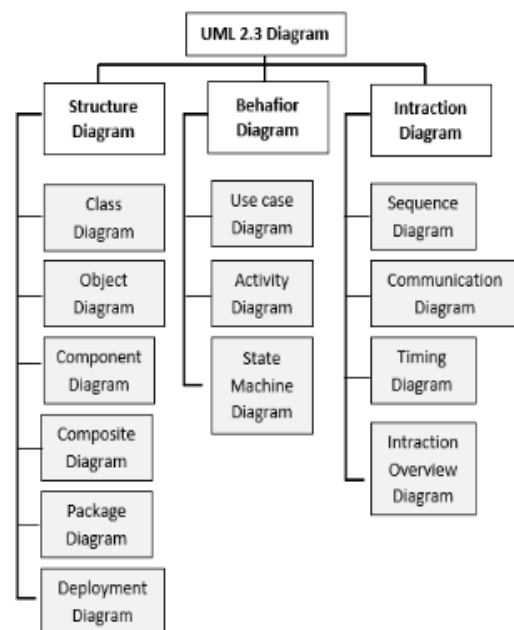 UML 2.3 Diagram
Structure
Diagram
Class
Diagram
Object
Diagram
Component
Diagram
Composite
Diagram
Package
Diagram
Deployment
Diagram
Behafior
Diagram
Use case
Diagram
Activity
Diagram
State
Machine
Diagram
Intraction
Diagram
Sequence
Diagram
Communication
Diagram
Timing
Diagram
Intraction
Overview
Diagram